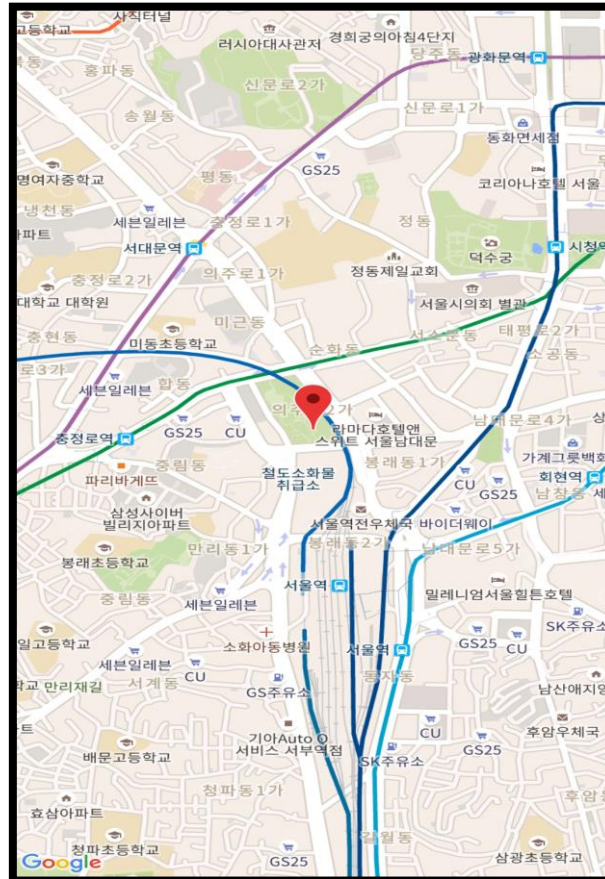 사직터널
고등학교
러시아대사관저
경희궁의아침4단지
당주동
광화문역
홍파동
신문로2가
신문로1가
송월동
동화면세점
평동
GS25
명여자중학교
코리아나호텔 서울
냉천동
세븐일레븐
충정로1가
정동
아파트
서대문역
덕수궁
시청역
의주로1가
정동제일교회
충정로2가
대학교 대학원
서울시의회 별관
미근동
서소문동
태평로2가
충현동
미동초등학교
순화동
소공동
로3가
세븐일레븐
합동
의주로2가
라마다호텔앤
스위트 서울남대문
남대문로4가
충정로역
GS25
CU
봉래동1가
가계그릇백화
중림동
철도소화물
취급소
회현역
파리바게뜨
CU
GS25
남창동
세
삼성사이버
빌리지아파트
서울역전우체국
바이더웨이
만리동1가
봉래동2가
남대문로5가
봉래초등학교
서울역
중림동
세븐일레븐
밀레니엄서울힐튼호텔
SK주유소
일고등학교
소화아동병원
서울역
GS25
세븐일레븐
CU
동자동
학교
만리재길
서계동
GS주유소
남산애지앙
기아Auto Q
서비스 서부역점
CU
후암우체국
GS25
배문고등학교
SK주유소
청파동1가
후암동
효삼아파트
갈월동
청파초등학교
Google
GS25
삼광초등학교